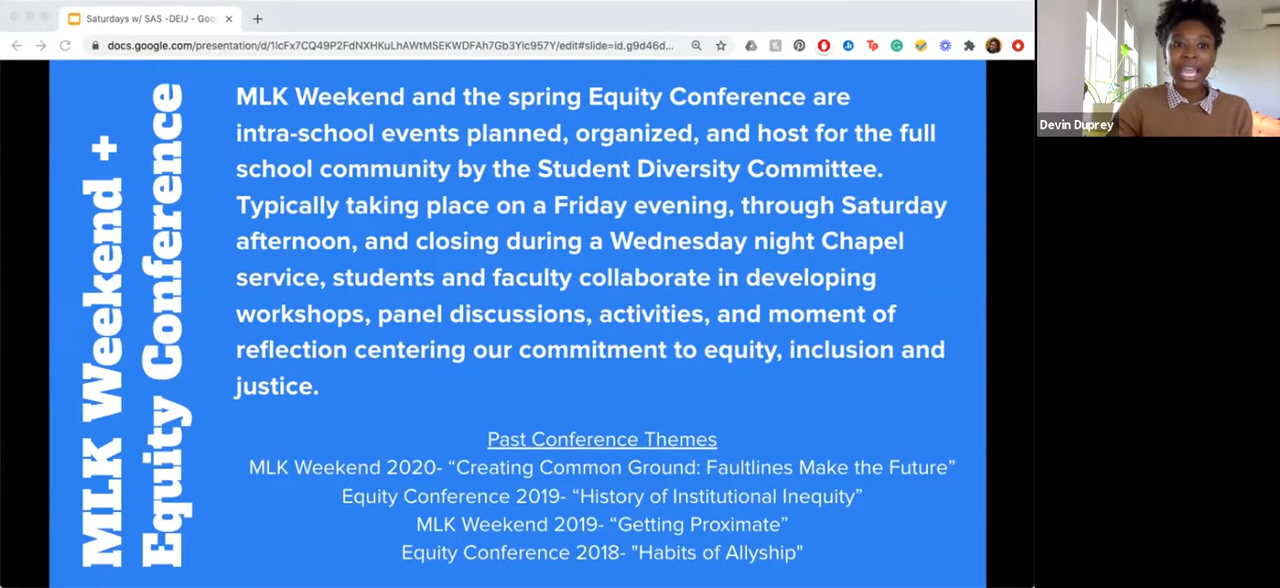 Saturdays w/ SAS -DEIJ - Goo
docs.google.com/presentation/d/1IcFx7CQ49P2FdNXHKuLhAWtMSEKWDFAh7Gb3Yic957Y/edit#slide=id.g9d46d...
Devin Duprey
MLK Weekend +
Equity Conference
MLK Weekend and the spring Equity Conference are
intra-school events planned, organized, and host for the full
school community by the Student Diversity Committee.
Typically taking place on a Friday evening, through Saturday
afternoon, and closing during a Wednesday night Chapel
service, students and faculty collaborate in developing
workshops, panel discussions, activities, and moment of
reflection centering our commitment to equity, inclusion and
justice.
Past Conference Themes
MLK Weekend 2020- “Creating Common Ground: Faultlines Make the Future”
Equity Conference 2019- “History of Institutional Inequity”
MLK Weekend 2019- “Getting Proximate”
Equity Conference 2018- "Habits of Allyship"